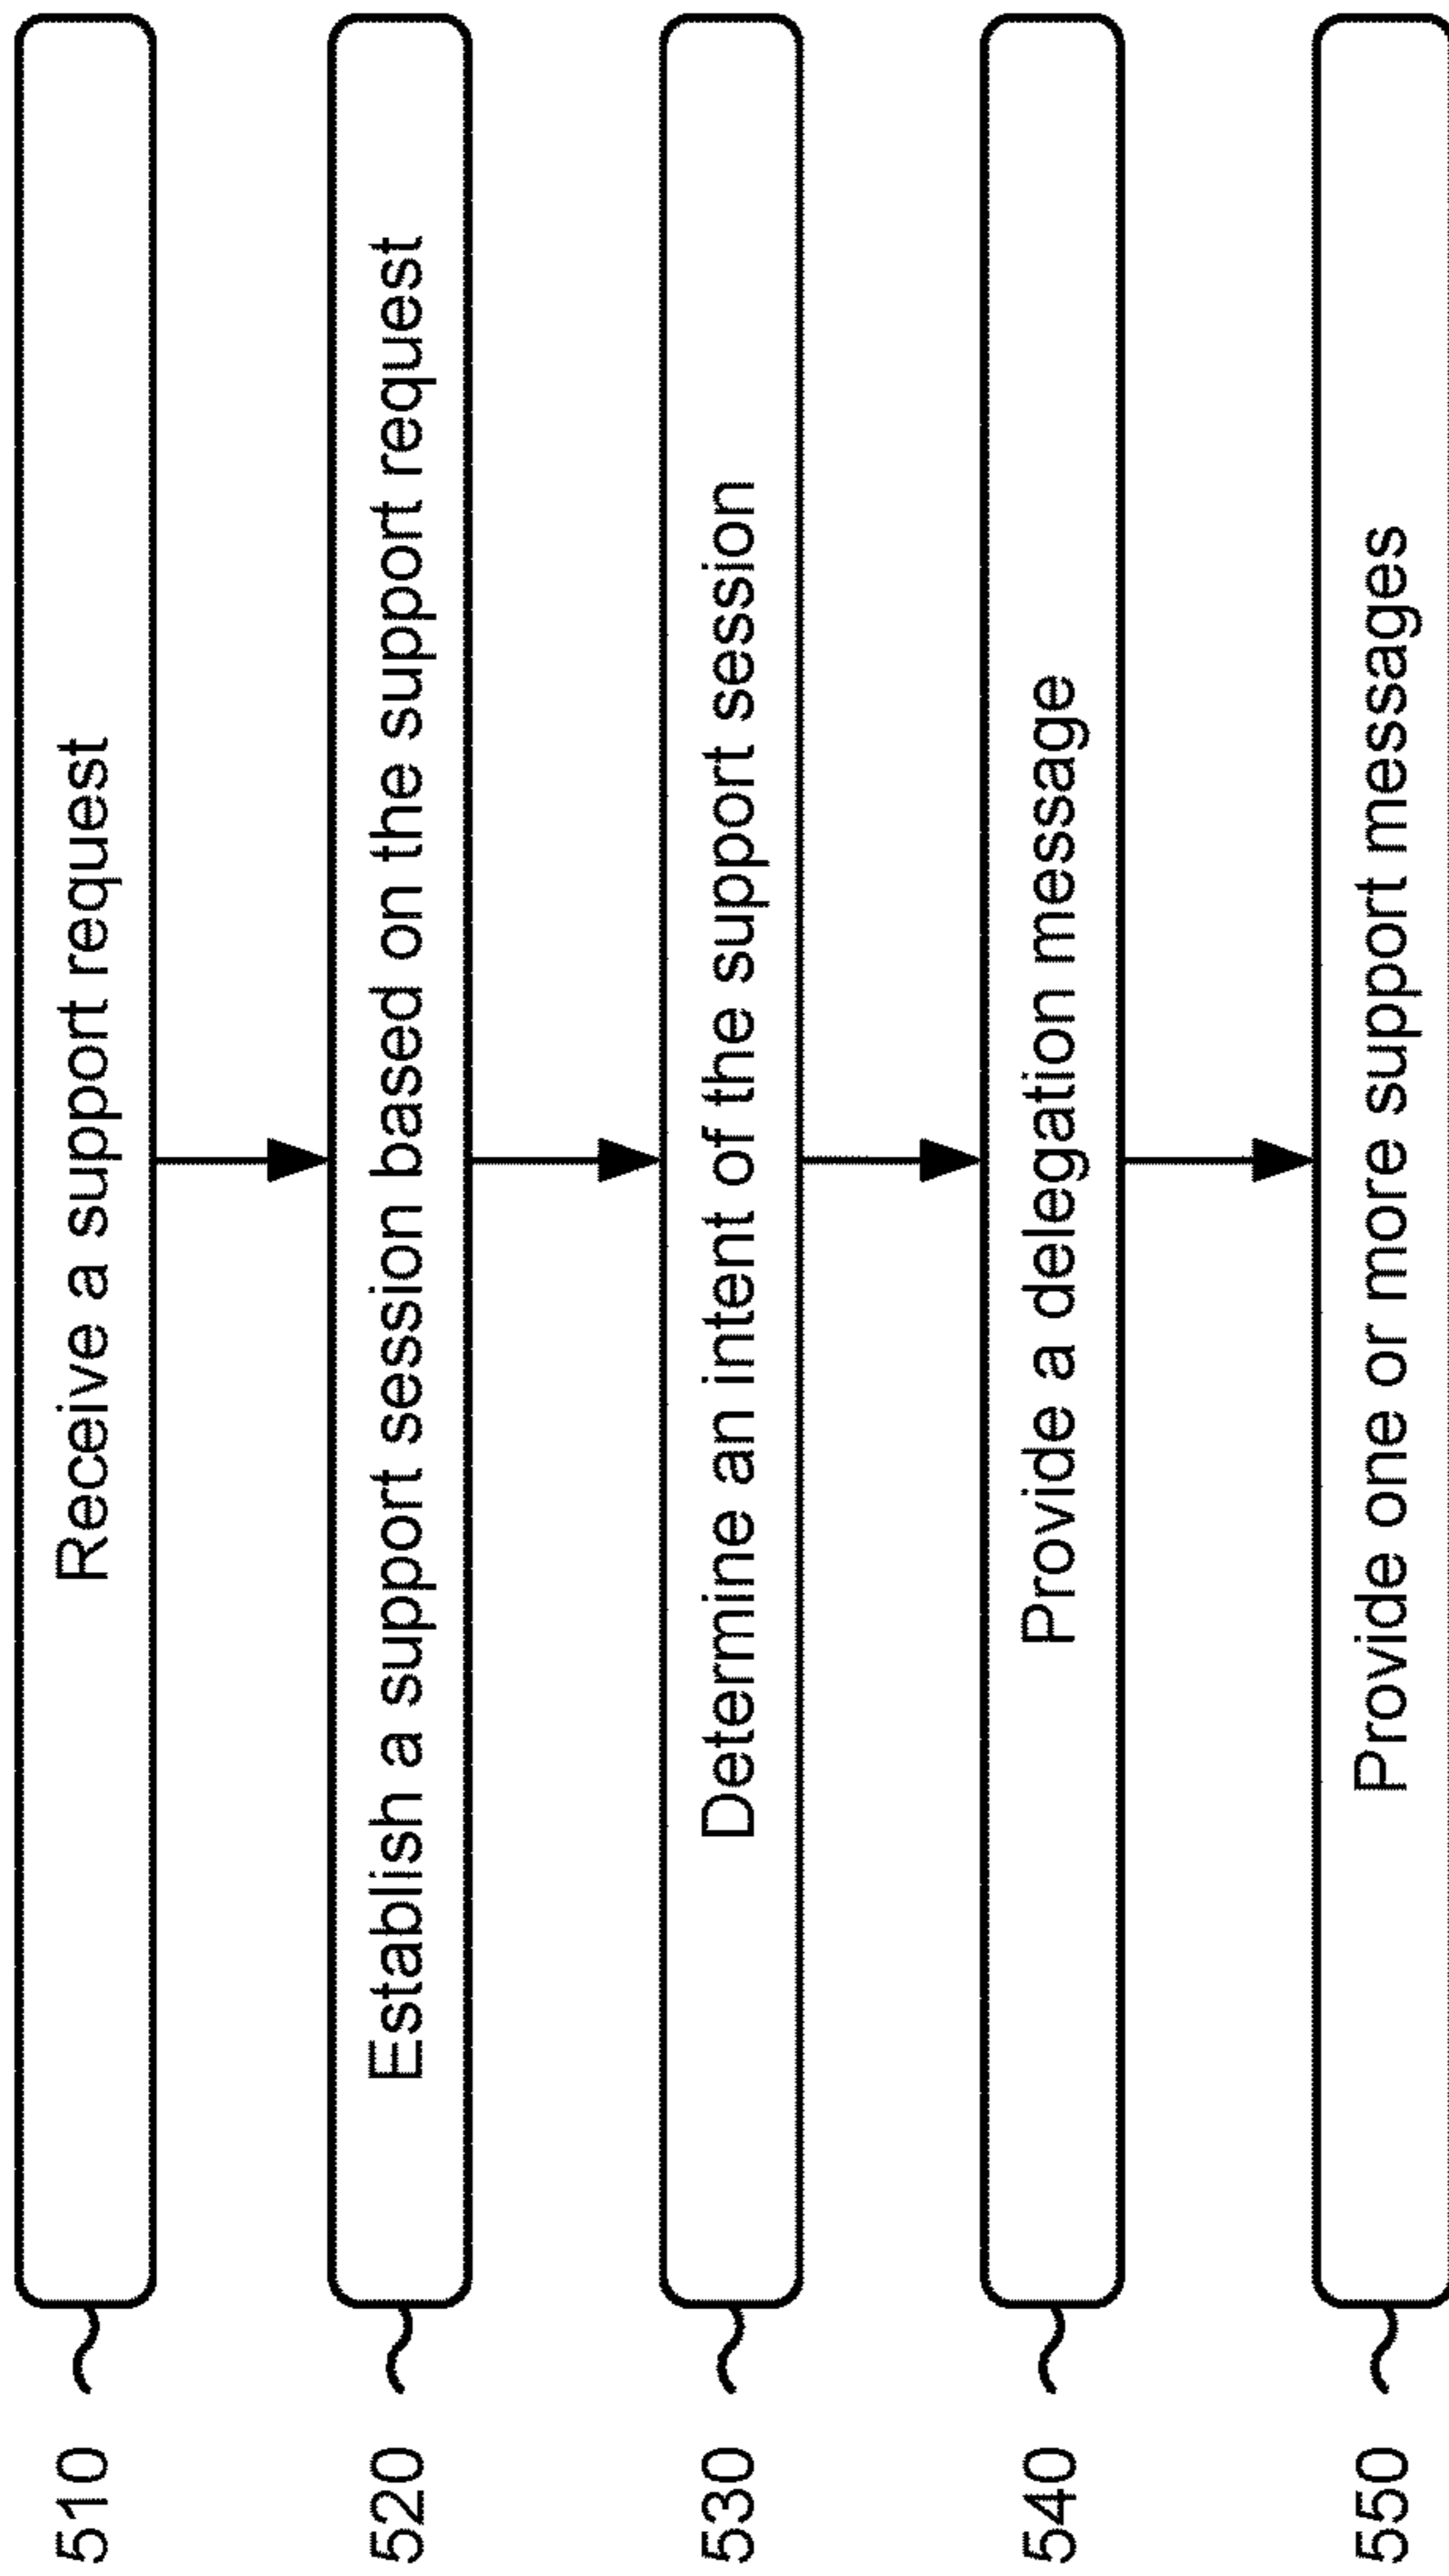 510 Receive a support request
520 Establish a support session based on the support request
530 Determine an intent of the support session
540 Provide a delegation message
550 Provide one or more support messages